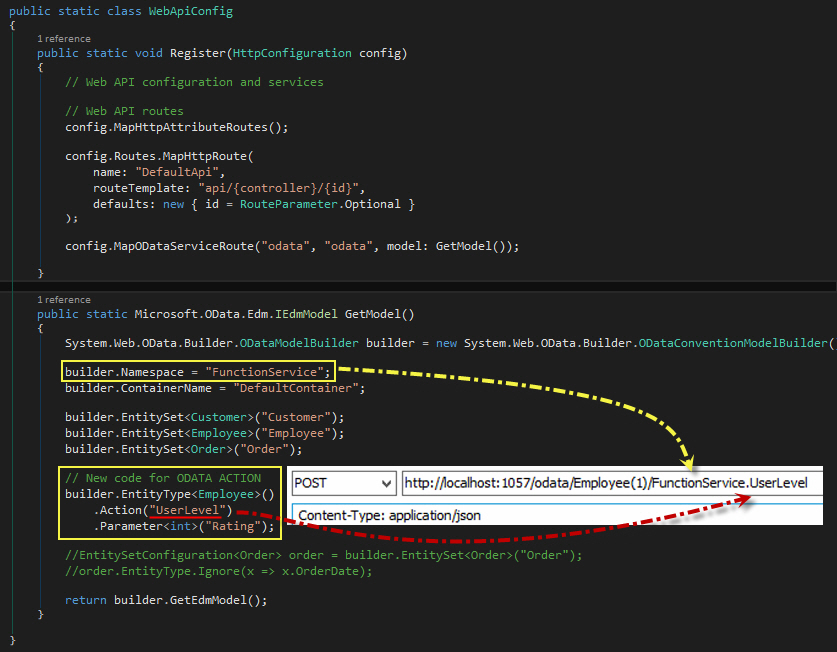 public static class WebApiConfig
{
1 reference
public static void Register(HttpConfiguration config)
{
// Web API configuration and services
// Web API routes
config.MapHttpAttributeRoutes();
config.Routes.MapHttpRoute(
name: "DefaultApi",
routeTemplate: "api/{controller}/{id}",
defaults: new { id = RouteParameter.Optional }
);
config.MapODataServiceRoute("odata", "odata", model: GetModel());
}
1 reference
public static Microsoft.OData.Edm.IEdmModel GetModel()
{
System.Web.OData.Builder.ODataModelBuilder builder = new System.Web.OData.Builder.ODataConventionModelBuilder(
builder.Namespace = "FunctionService";
builder.ContainerName = "DefaultContainer";
builder.EntitySet<Customer>("Customer");
builder.EntitySet<Employee>("Employee");
builder.EntitySet<Order>("Order");
// New code for ODATA ACTION
builder.EntityType<Employee>()
.Action("UserLevel")
.Parameter<int>("Rating");
POST
http://localhost:1057/odata/Employee(1)/FunctionService.UserLevel
Content-Type: application/json
//EntitySetConfiguration<Order> order = builder.EntitySet<Order>("Order");
//order.EntityType.Ignore(x => x.OrderDate);
return builder.GetEdmModel();
}
}